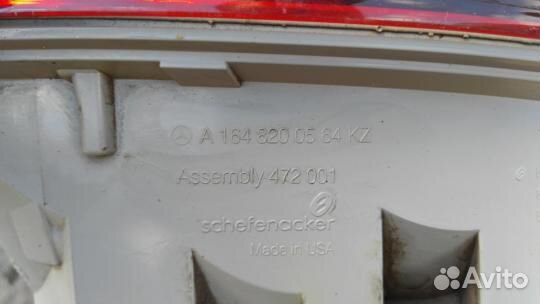 A 164 820 05 64 KZ
Assembly 472 001
schefenacker
Made in USA
Avito